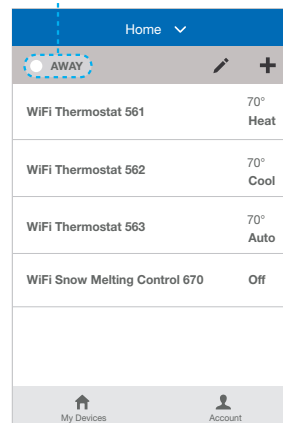 Home
AWAY
WiFi Thermostat 561 70°
Heat
WiFi Thermostat 562 70°
Cool
WiFi Thermostat 563 70°
Auto
WiFi Snow Melting Control 670 Off
My Devices Account